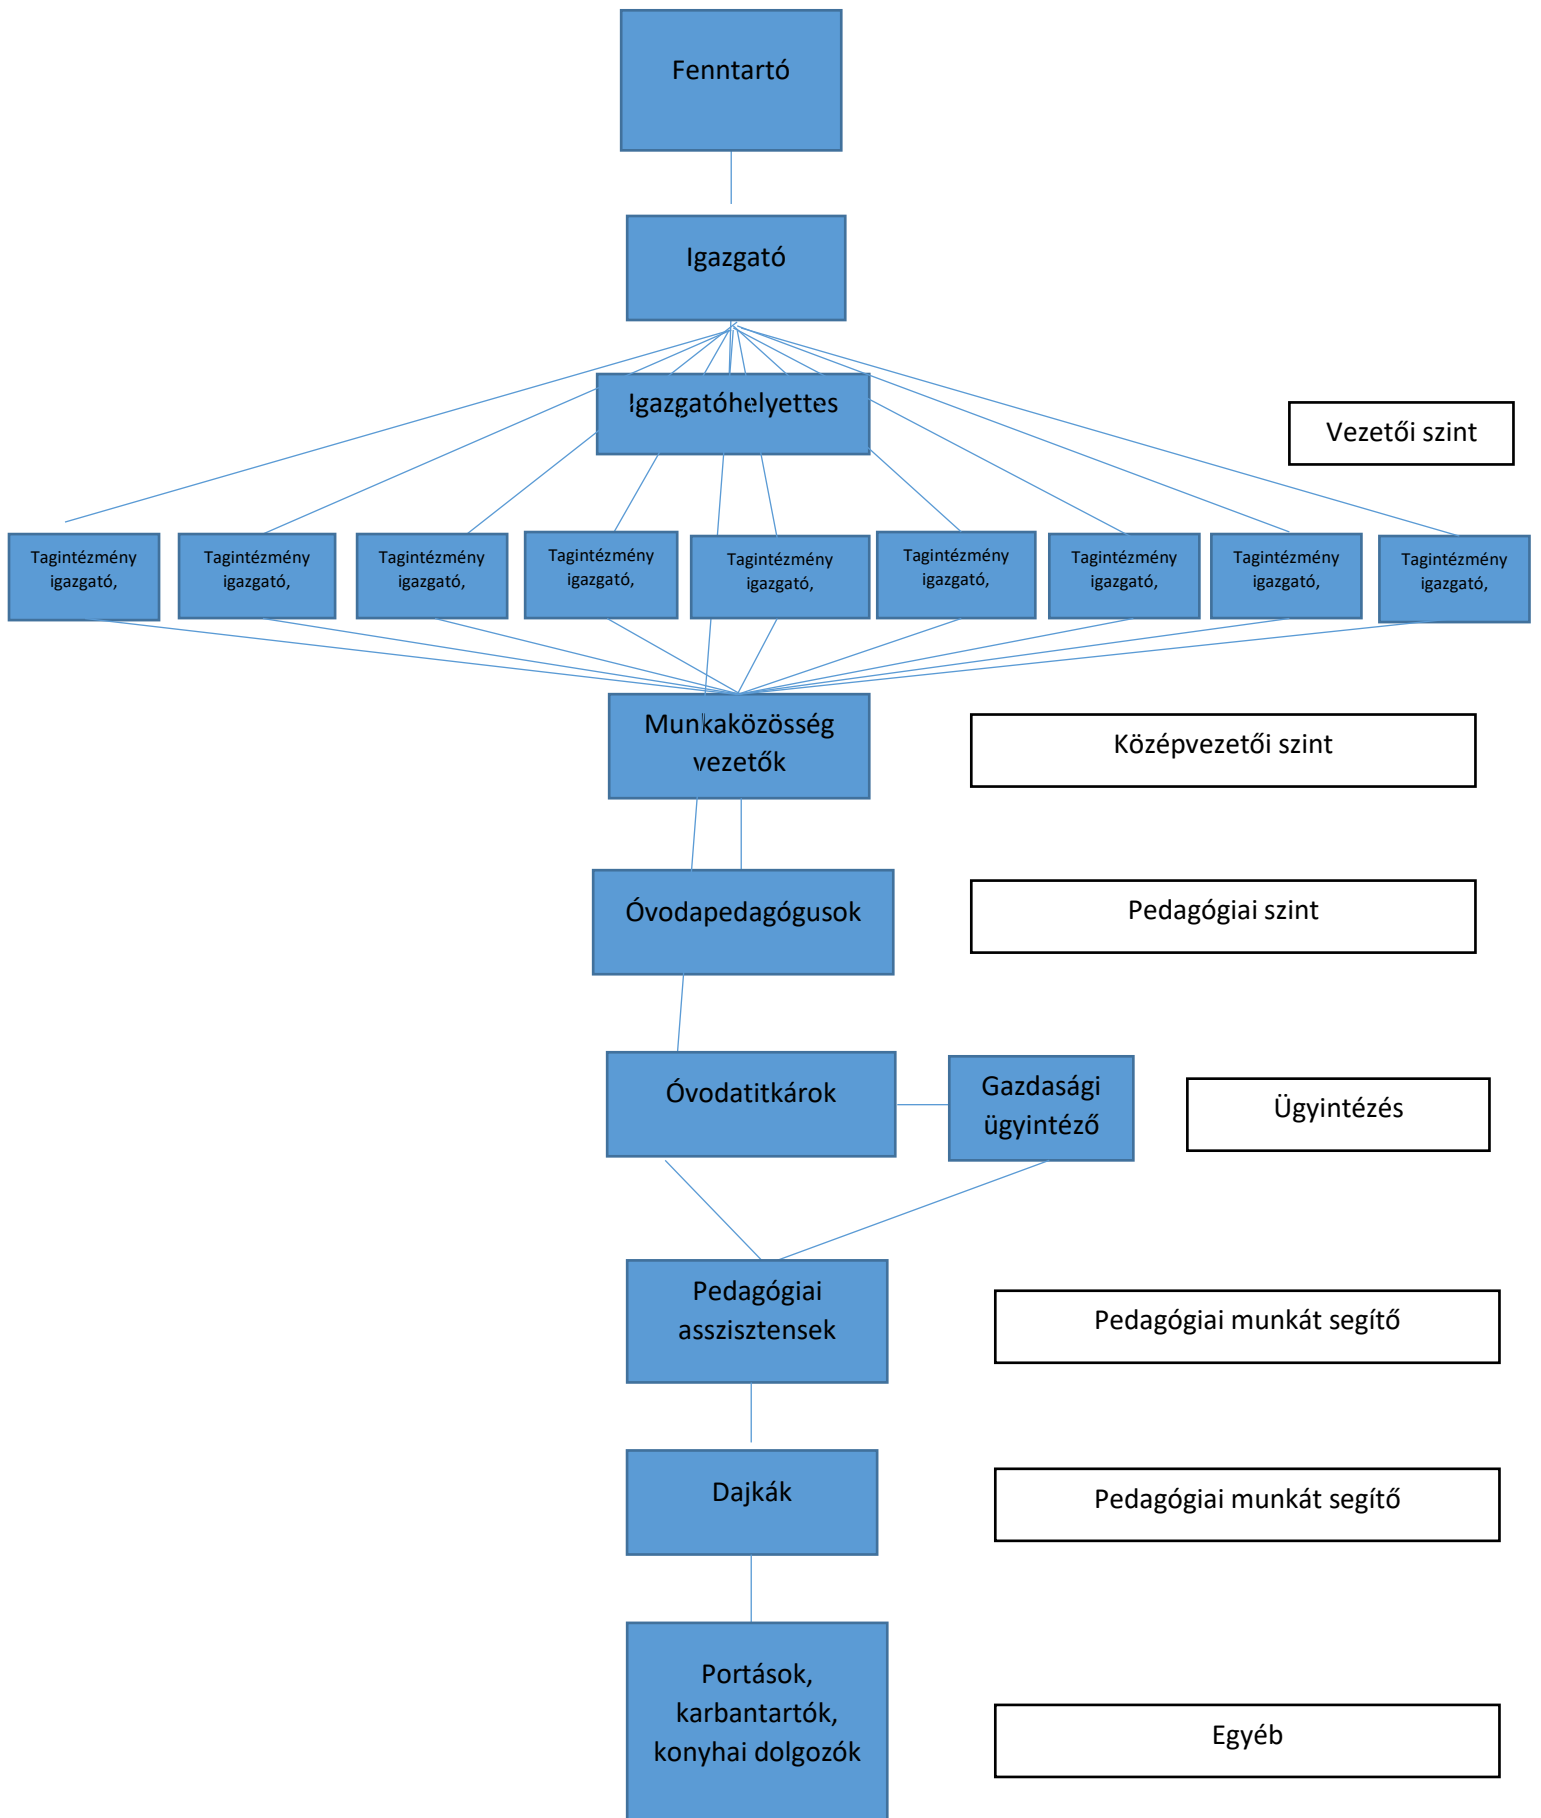 Fenntartó
Igazgató
Igazgatóhelyettes
Vezetői szint
Tagintézmény
igazgató,
Tagintézmény
igazgató,
Tagintézmény
igazgató,
Tagintézmény
igazgató,
Tagintézmény
igazgató,
Tagintézmény
igazgató,
Tagintézmény
igazgató,
Tagintézmény
igazgató,
Tagintézmény
igazgató,
Munkaközösség
vezetők
Középvezetői szint
Óvodapedagógusok
Pedagógiai szint
Óvodatitkárok
Gazdasági
ügyintéző
Ügyintézés
Pedagógiai
asszisztensek
Pedagógiai munkát segítő
Dajkák
Pedagógiai munkát segítő
Portások,
karbantartók,
konyhai dolgozók
Egyéb